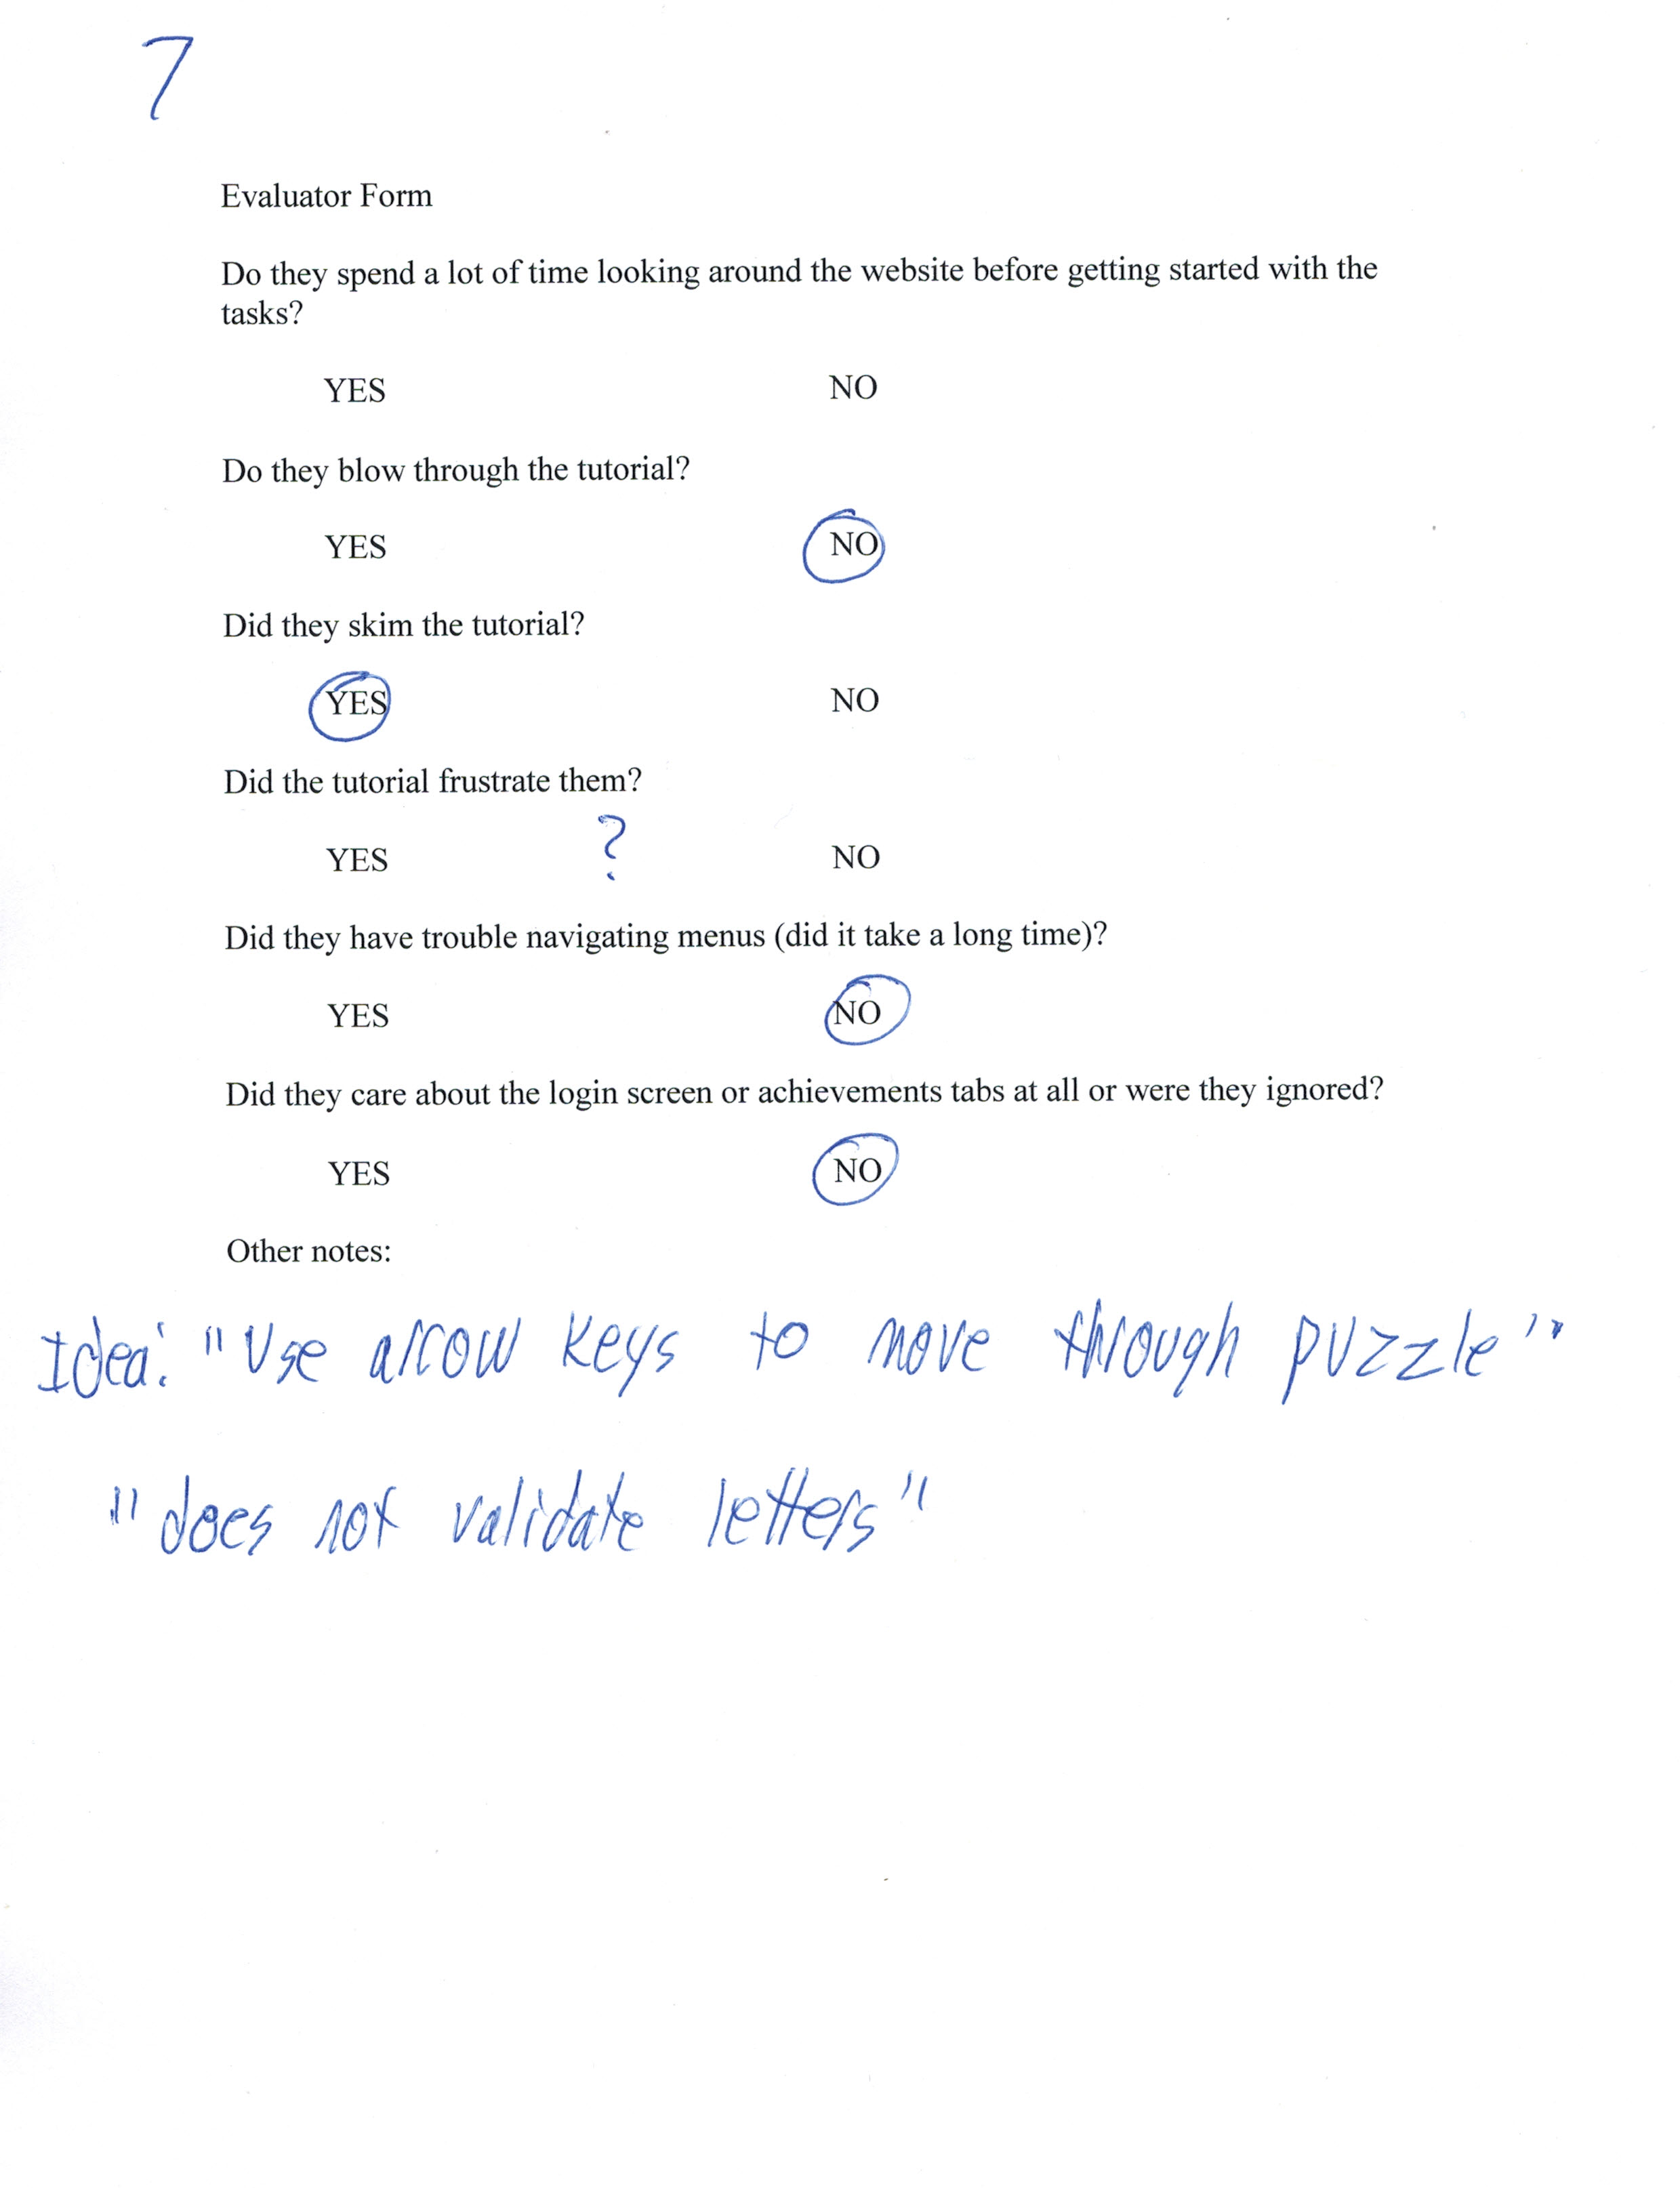 7
Evaluator Form
Do they spend a lot of time looking around the website before getting started with the
tasks?
YES NO
Do they blow through the tutorial?
YES NO
Did they skim the tutorial?
YES NO
Did the tutorial frustrate them?
YES ? NO
Did they have trouble navigating menus (did it take a long time)?
YES NO
Did they care about the login screen or achievements tabs at all or were they ignored?
YES NO
Other notes:
Idea: "Use arrow keys to move through puzzle"
"does not validate letters"